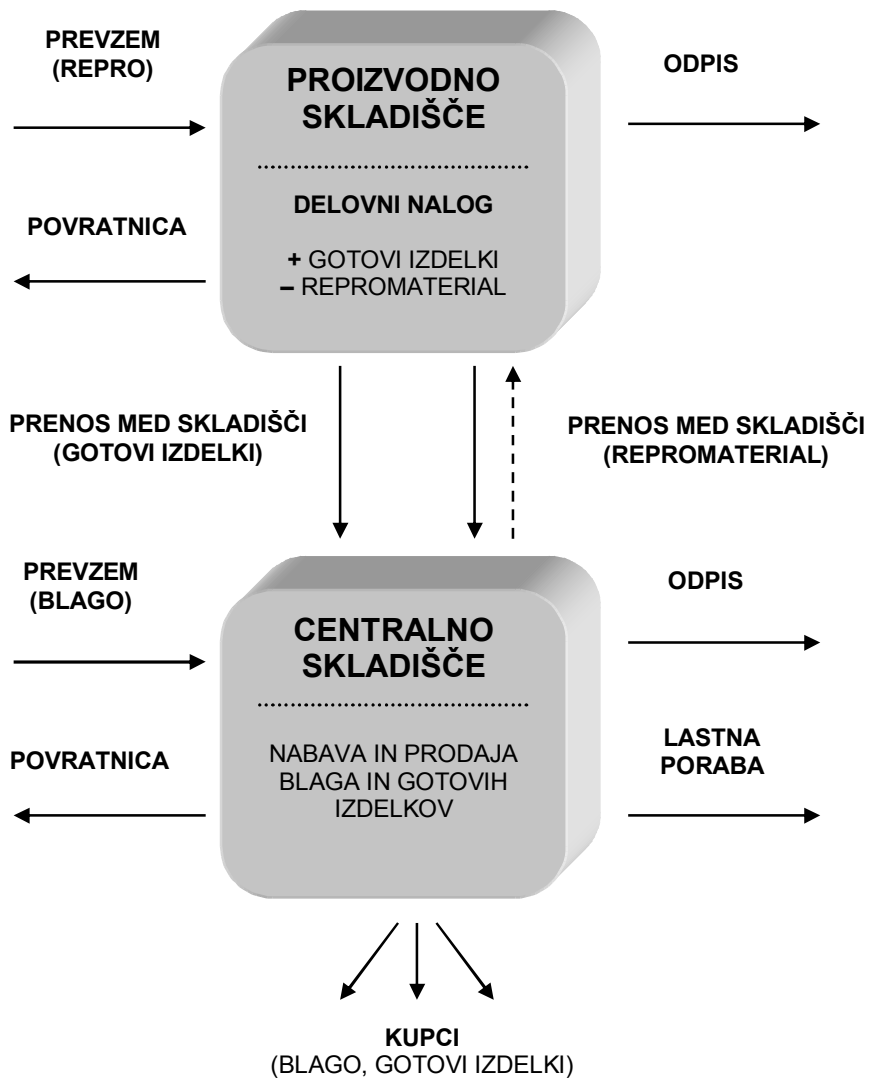 PREVZEM
(REPRO)
PROIZVODNO
SKLADIŠČE
ODPIS
DELOVNI NALOG
POVRATNICA
+ GOTOVI IZDELKI
– REPROMATERIAL
PRENOS MED SKLADIŠČI
(GOTOVI IZDELKI)
PRENOS MED SKLADIŠČI
(REPROMATERIAL)
PREVZEM
(BLAGO)
CENTRALNO
SKLADIŠČE
ODPIS
POVRATNICA
NABAVA IN PRODAJA
BLAGA IN GOTOVIH
IZDELKOV
LASTNA
PORABA
KUPCI
(BLAGO, GOTOVI IZDELKI)